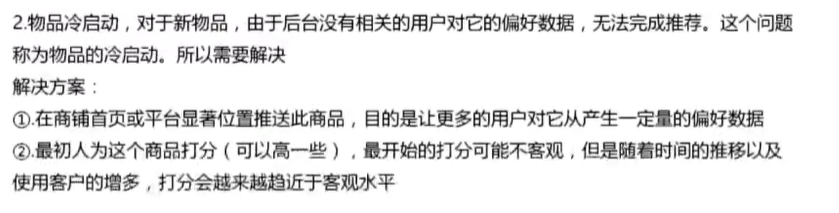 2.物品冷启动，对于新物品，由于后台没有相关的用户对它的偏好数据，无法完成推荐。这个问题
称为物品的冷启动。所以需要解决
解决方案：
①.在商铺首页或平台显著位置推送此商品，目的是让更多的用户对它从产生一定量的偏好数据
②.最初人为这个商品打分（可以高一些），最开始的打分可能不客观，但是随着时间的推移以及
使用客户的增多，打分会越来越趋近于客观水平